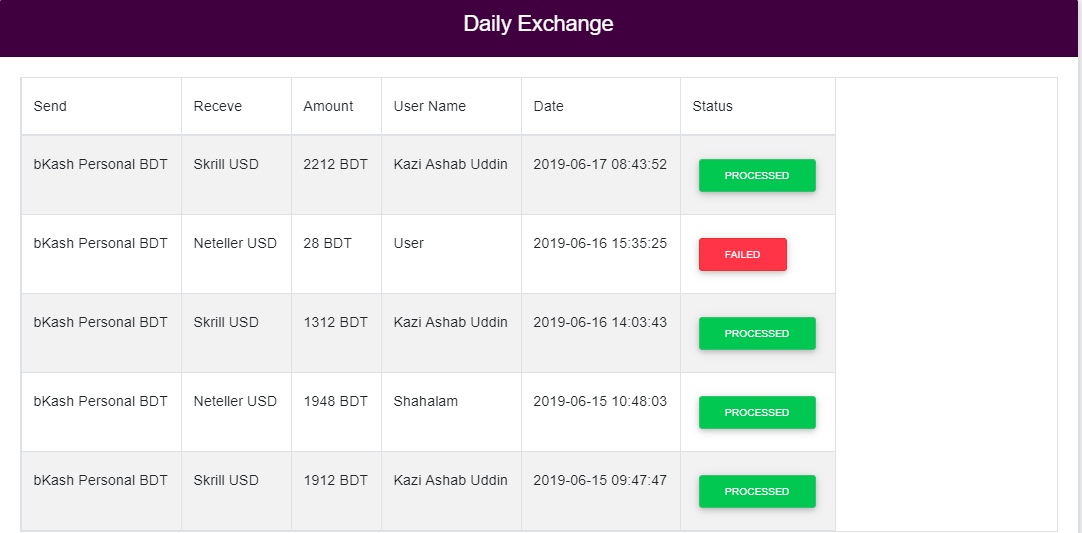 Daily Exchange
Send Receve Amount User Name Date Status
bKash Personal BDT Skrill USD 2212 BDT Kazi Ashab Uddin 2019-06-17 08:43:52 PROCESSED
bKash Personal BDT Neteller USD 28 BDT User 2019-06-16 15:35:25 FAILED
bKash Personal BDT Skrill USD 1312 BDT Kazi Ashab Uddin 2019-06-16 14:03:43 PROCESSED
bKash Personal BDT Neteller USD 1948 BDT Shahalam 2019-06-15 10:48:03 PROCESSED
bKash Personal BDT Skrill USD 1912 BDT Kazi Ashab Uddin 2019-06-15 09:47:47 PROCESSED